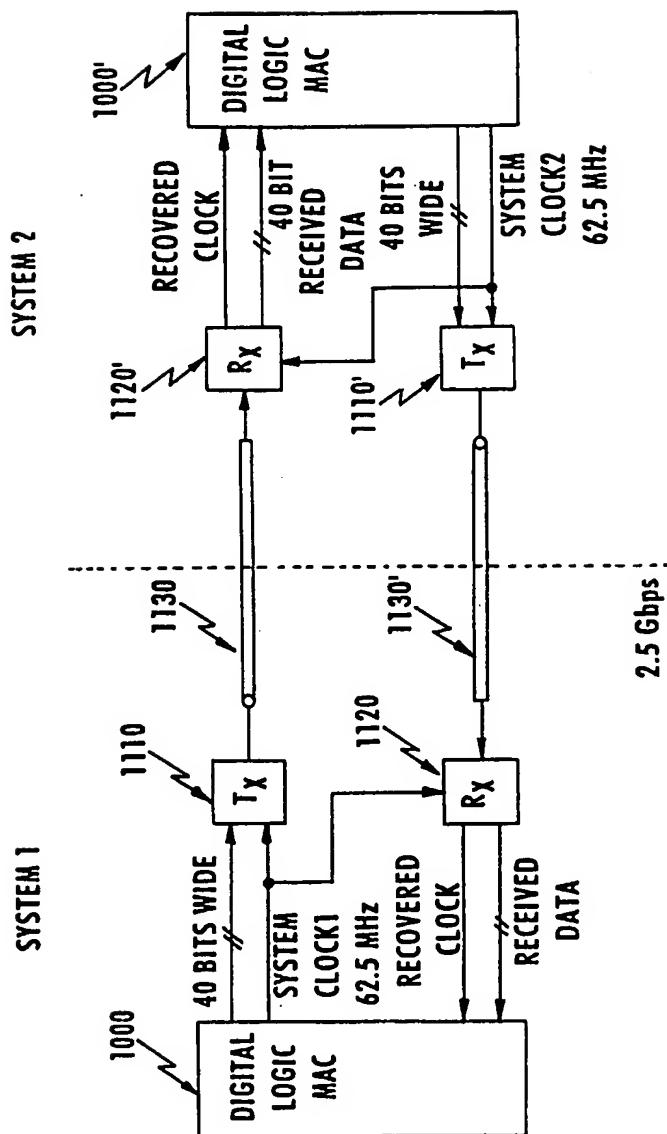 SYSTEM 1
SYSTEM 2
1000
DIGITAL
LOGIC
MAC
40 BITS WIDE
SYSTEM
CLOCK1
62.5 MHz
RECOVERED
CLOCK
RECEIVED
DATA
1110
TX
1120
RX
1130
1130'
2.5 Gbps
1120'
RX
1110'
TX
RECOVERED
CLOCK
40 BIT
RECEIVED
DATA
40 BITS
WIDE
SYSTEM
CLOCK2
62.5 MHz
1000'
DIGITAL
LOGIC
MAC